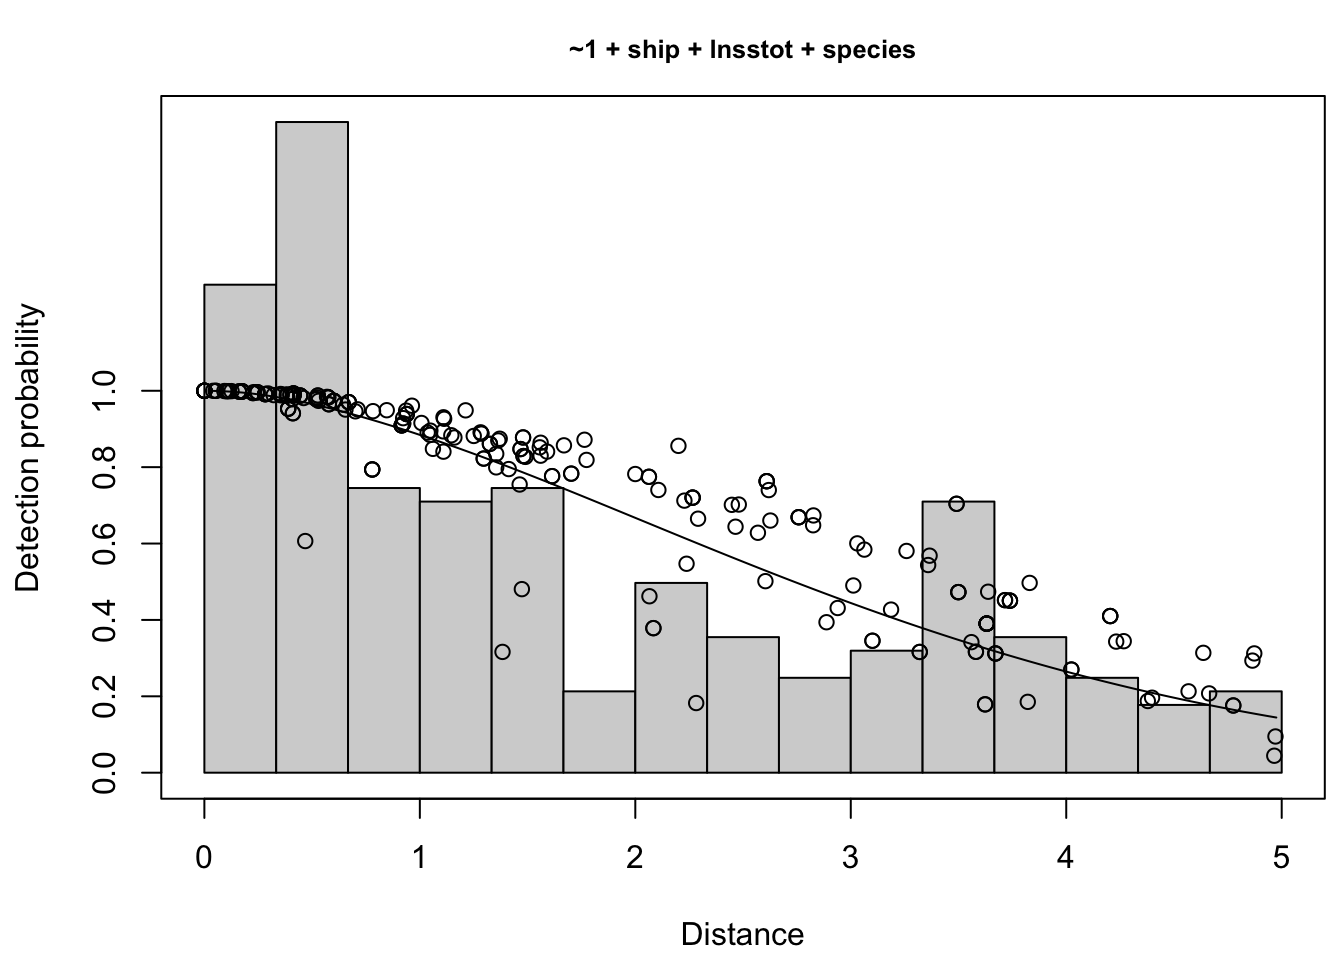 ~1 + ship + lnsstot + species
Detection probability
1.0
0.8
0.6
0.4
0.2
0.0
0 1 2 3 4 5
Distance